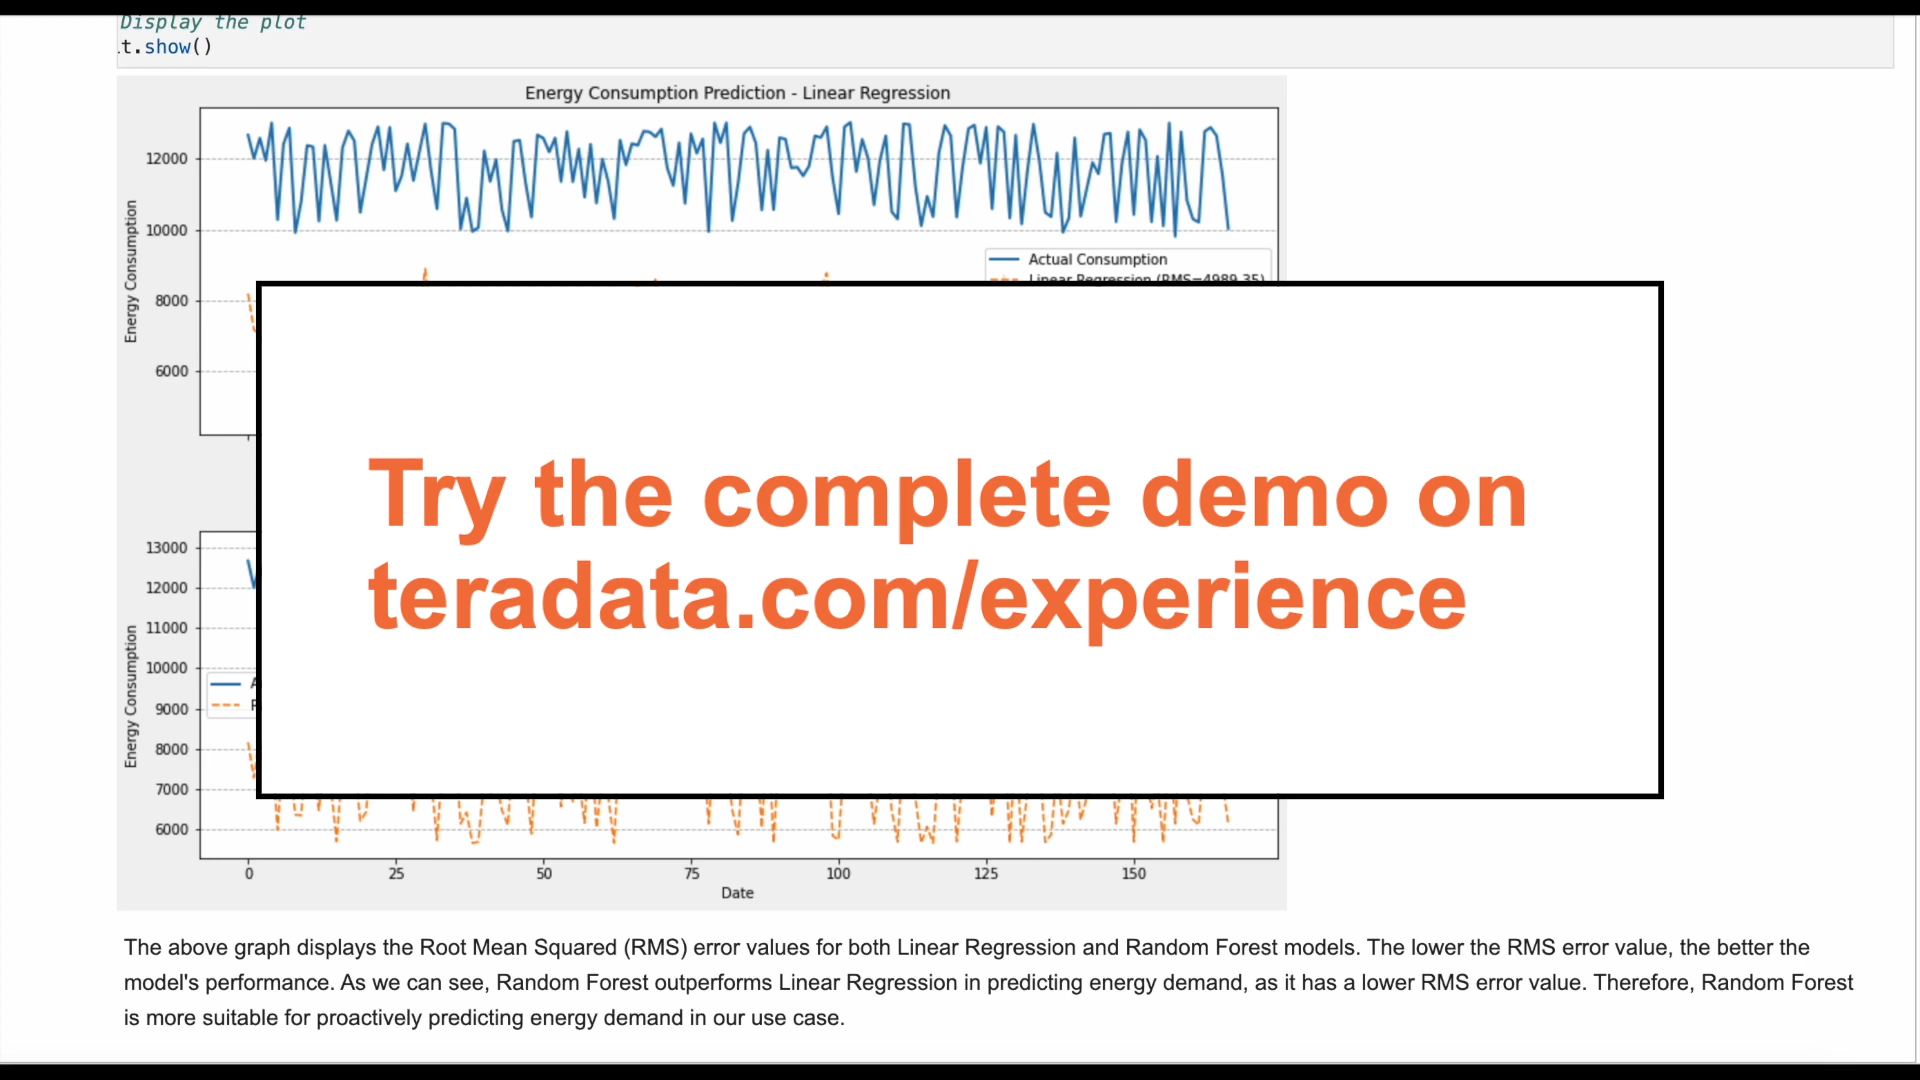 Display the plot
t.show()
Energy Consumption Prediction - Linear Regression
12000
10000
8000
6000
Energy Consumption
Actual Consumption
Linear Regression (RMS=4989.35)
Try the complete demo on
teradata.com/experience
13000
12000
11000
10000
9000
8000
7000
6000
Energy Consumption
0 25 50 75 100 125 150
Date
The above graph displays the Root Mean Squared (RMS) error values for both Linear Regression and Random Forest models. The lower the RMS error value, the better the
model's performance. As we can see, Random Forest outperforms Linear Regression in predicting energy demand, as it has a lower RMS error value. Therefore, Random Forest
is more suitable for proactively predicting energy demand in our use case.